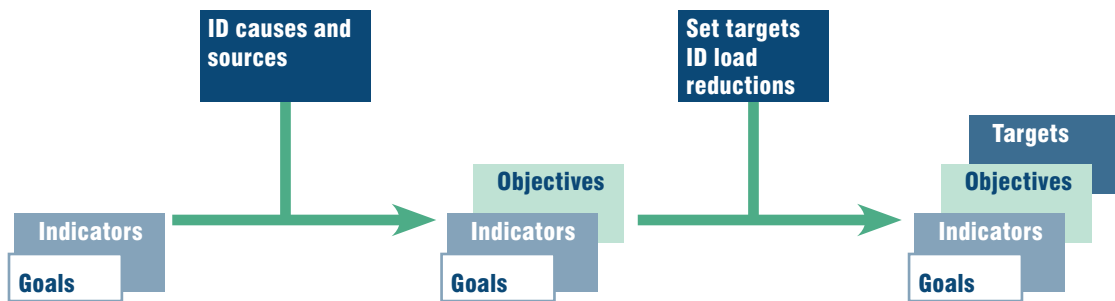 ID causes and
sources
Set targets
ID load
reductions
Indicators
Goals
Objectives
Indicators
Goals
Targets
Objectives
Indicators
Goals